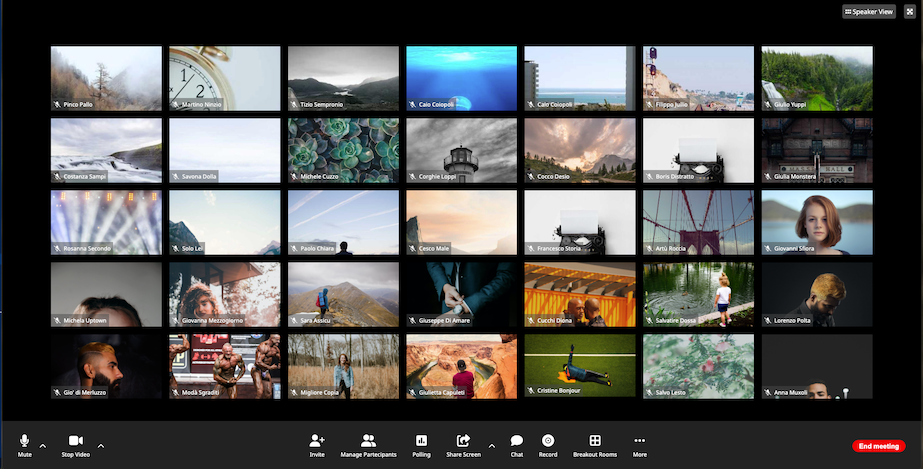 Speaker View
Pinco Pallo
Martino Ninzio
Tizio Sempronio
Caio Coiopoli
Caio Coiopoli
Filippo Julio
Giulio Yuppi
Costanza Sampi
Savona Dolla
Michele Cuzzo
Corghie Loppi
Cocco Desio
Boris Distratto
Giulia Monstera
Rosanna Secondo
Solo Lei
Paolo Chiara
Cesco Male
Francesco Storia
Artù Roccia
Giovanni Sfiora
Michela Uptown
Giovanna Mezzogiorno
Sara Assicu
Giuseppe Di Amare
Cucchi Diona
Salvatire Dossa
Lorenzo Polta
Gio' di Merluzzo
Modà Sgraditi
Migliore Copia
Giulietta Capuleti
Cristine Bonjour
Salvo Lesto
Anna Muxoli
Mute
Stop Video
Invite
Manage Partecipants
Polling
Share Screen
Chat
Record
Breakout Rooms
More
End meeting